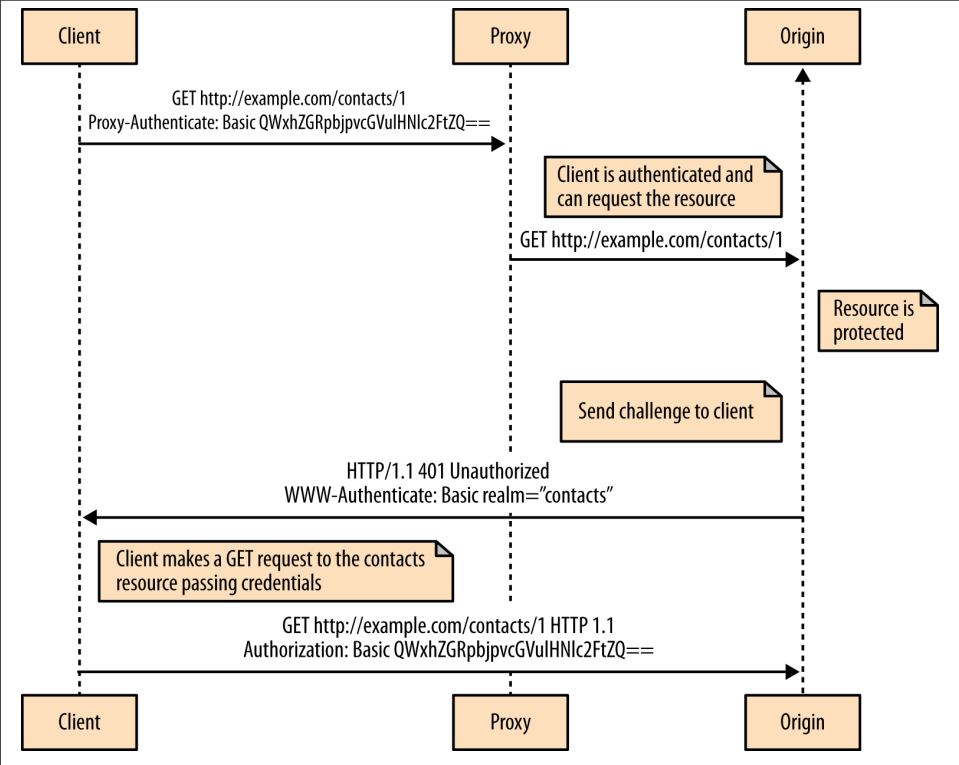 Client
Proxy
Origin
GET http://example.com/contacts/1
Proxy-Authenticate: Basic QWxhZGRpbjpvcGVulHNlc2FtZQ==
Client is authenticated and
can request the resource
GET http://example.com/contacts/1
Resource is
protected
Send challenge to client
HTTP/1.1 401 Unauthorized
WWW-Authenticate: Basic realm=”contacts”
Client makes a GET request to the contacts
resource passing credentials
GET http://example.com/contacts/1 HTTP 1.1
Authorization: Basic QWxhZGRpbjpvcGVulHNlc2FtZQ==
Client
Proxy
Origin